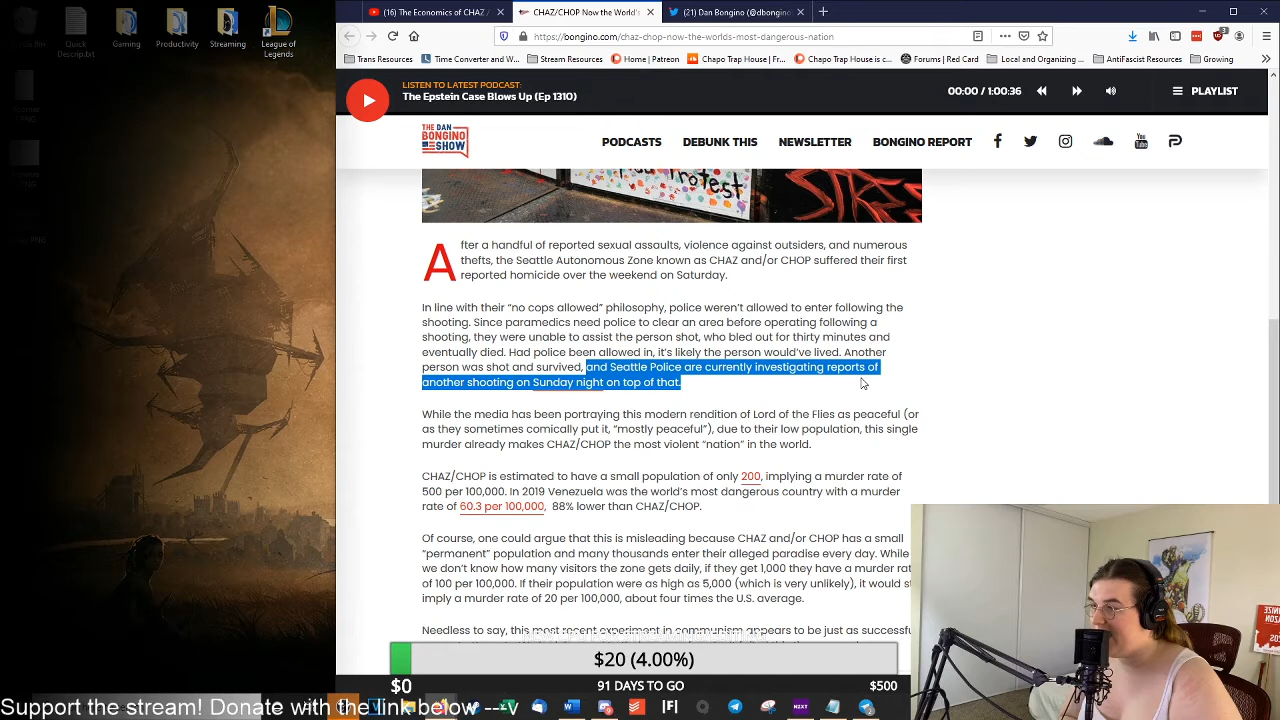 Quick
Descrip.txt
Gaming
Productivity
Streaming
League of
Legends
(16) The Economics of CHAZ /
CHAZ/CHOP Now the World's
(21) Dan Bongino (@dbongino
https://bongino.com/chaz-chop-now-the-worlds-most-dangerous-nation
Trans Resources
Time Converter and W...
Stream Resources
Home | Patreon
Chapo Trap House | Fr...
Chapo Trap House is c...
Forums | Red Card
Local and Organizing ...
AntiFascist Resources
Growing
LISTEN TO LATEST PODCAST:
The Epstein Case Blows Up (Ep 1310)
00:00 / 1:00:36
PLAYLIST
THE DAN
BONGINO
SHOW
PODCASTS
DEBUNK THIS
NEWSLETTER
BONGINO REPORT
You
Tube
Protest
After a handful of reported sexual assaults, violence against outsiders, and numerous
thefts, the Seattle Autonomous Zone known as CHAZ and/or CHOP suffered their first
reported homicide over the weekend on Saturday.
In line with their “no cops allowed” philosophy, police weren’t allowed to enter following the
shooting. Since paramedics need police to clear an area before operating following a
shooting, they were unable to assist the person shot, who bled out for thirty minutes and
eventually died. Had police been allowed in, it’s likely the person would’ve lived. Another
person was shot and survived, and Seattle Police are currently investigating reports of
another shooting on Sunday night on top of that.
While the media has been portraying this modern rendition of Lord of the Flies as peaceful (or
as they sometimes comically put it, “mostly peaceful”), due to their low population, this single
murder already makes CHAZ/CHOP the most violent “nation” in the world.
CHAZ/CHOP is estimated to have a small population of only 200, implying a murder rate of
500 per 100,000. In 2019 Venezuela was the world’s most dangerous country with a murder
rate of 60.3 per 100,000, 88% lower than CHAZ/CHOP.
Of course, one could argue that this is misleading because CHAZ and/or CHOP has a small
“permanent” population and many thousands enter their alleged paradise every day. While
we don’t know how many visitors the zone gets daily, if they get 1,000 they have a murder rat
of 100 per 100,000. If their population were as high as 5,000 (which is very unlikely), it would st
imply a murder rate of 20 per 100,000, about four times the U.S. average.
Needless to say, this most recent experiment in communism appears to be just as successfu
$20 (4.00%)
$0
91 DAYS TO GO
$500
Support the stream! Donate with the link below ---v